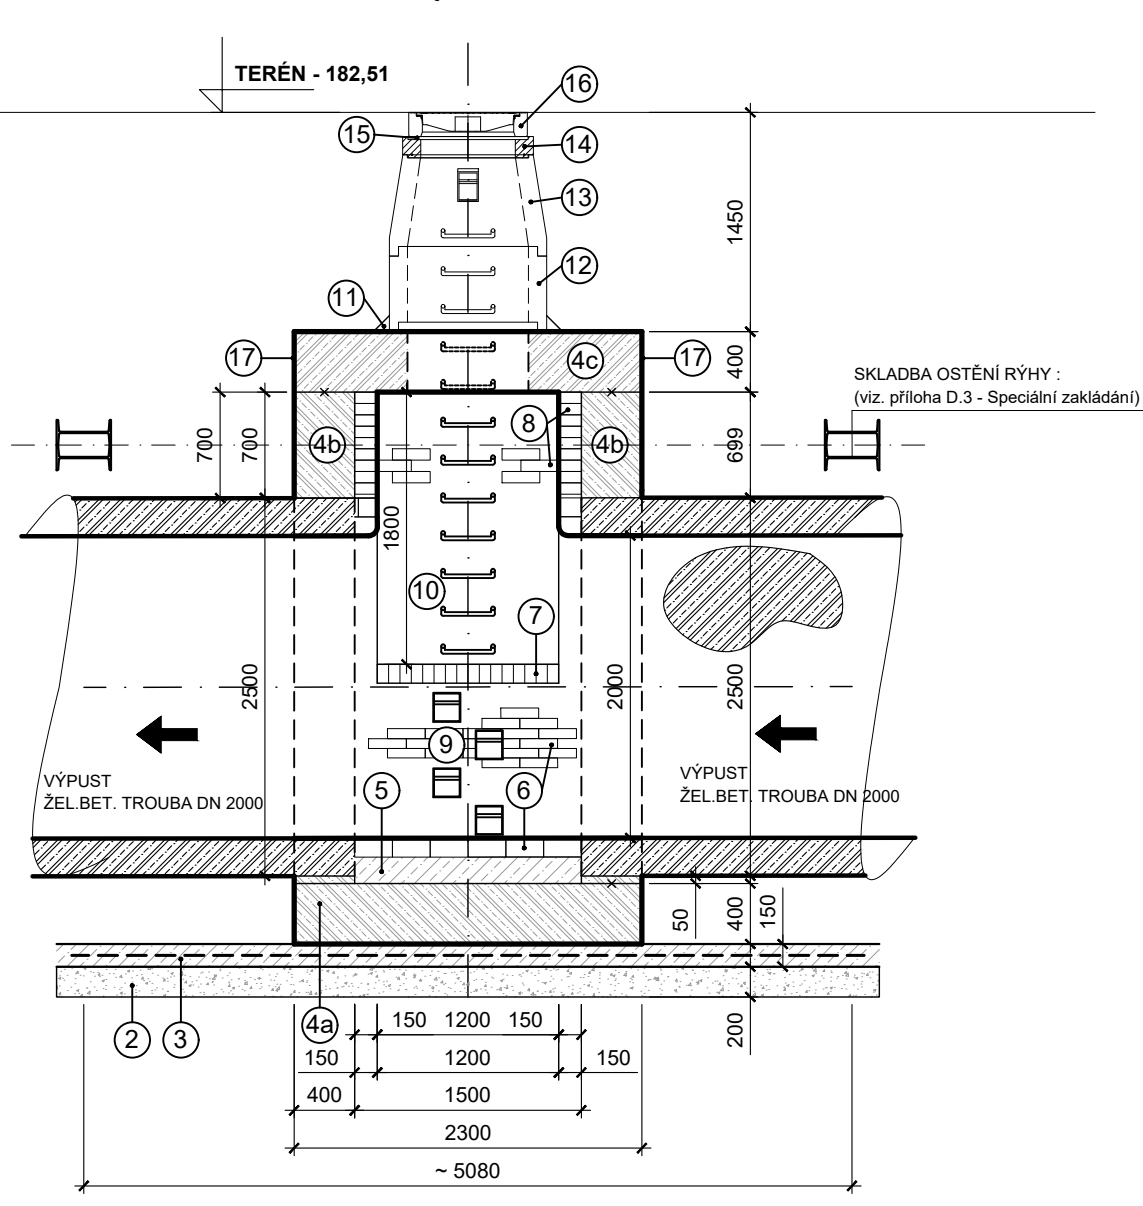 TERÉN - 182,51
16
15
14
13
12
11
1450
17
4c
17
400
SKLADBA OSTĚNÍ RÝHY :
(viz. příloha D.3 - Speciální zakládání)
700
700
4b
8
4b
699
1800
10
7
2500
2000
2500
9
VÝPUST
ŽEL.BET. TROUBA DN 2000
5
6
VÝPUST
ŽEL.BET. TROUBA DN 2000
50
400
150
2
3
4a
200
150 1200 150
150 1200 150
400 1500
2300
~ 5080